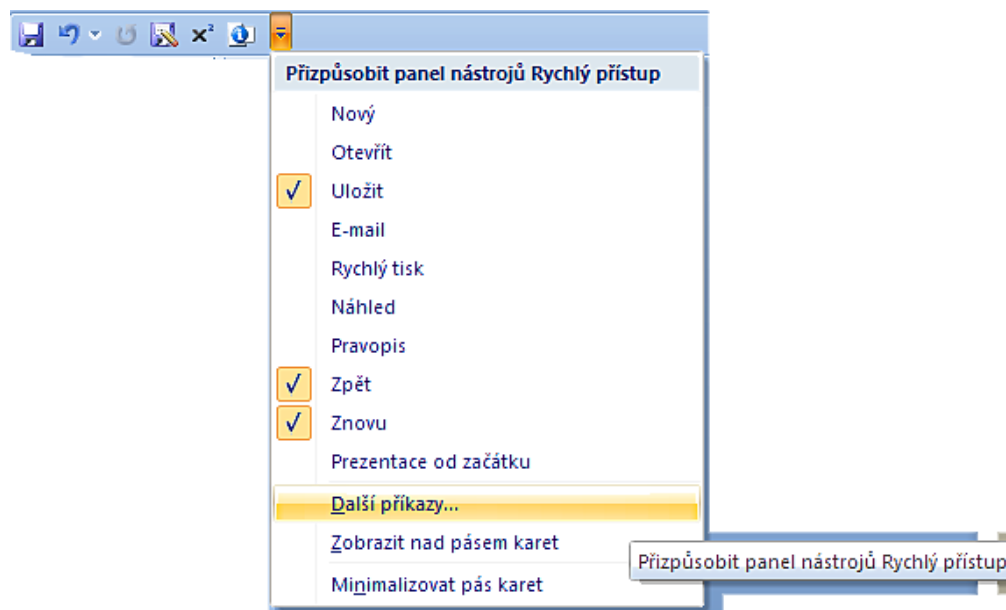 x²
Přizpůsobit panel nástrojů Rychlý přístup
Nový
Otevřít
Uložit
E-mail
Rychlý tisk
Náhled
Pravopis
Zpět
Znovu
Prezentace od začátku
Další příkazy...
Zobrazit nad pásem karet
Přizpůsobit panel nástrojů Rychlý přístup
Minimalizovat pás karet